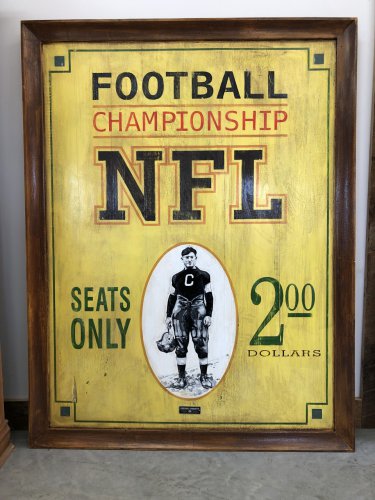 FOOTBALL
CHAMPIONSHIP
NFL
SEATS
ONLY
C
2.00
DOLLARS